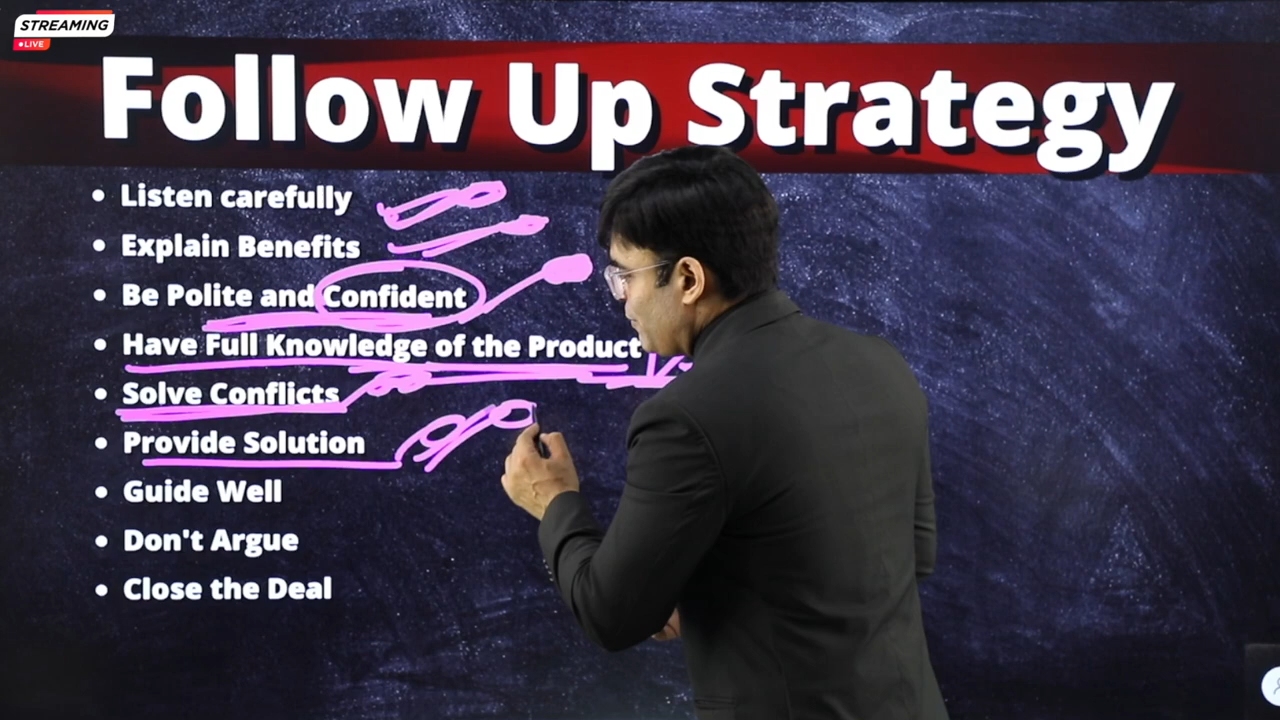 STREAMING
LIVE
Follow Up Strategy
• Listen carefully
• Explain Benefits
• Be Polite and Confident
• Have Full Knowledge of the Product
• Solve Conflicts
• Provide Solution
• Guide Well
• Don't Argue
• Close the Deal